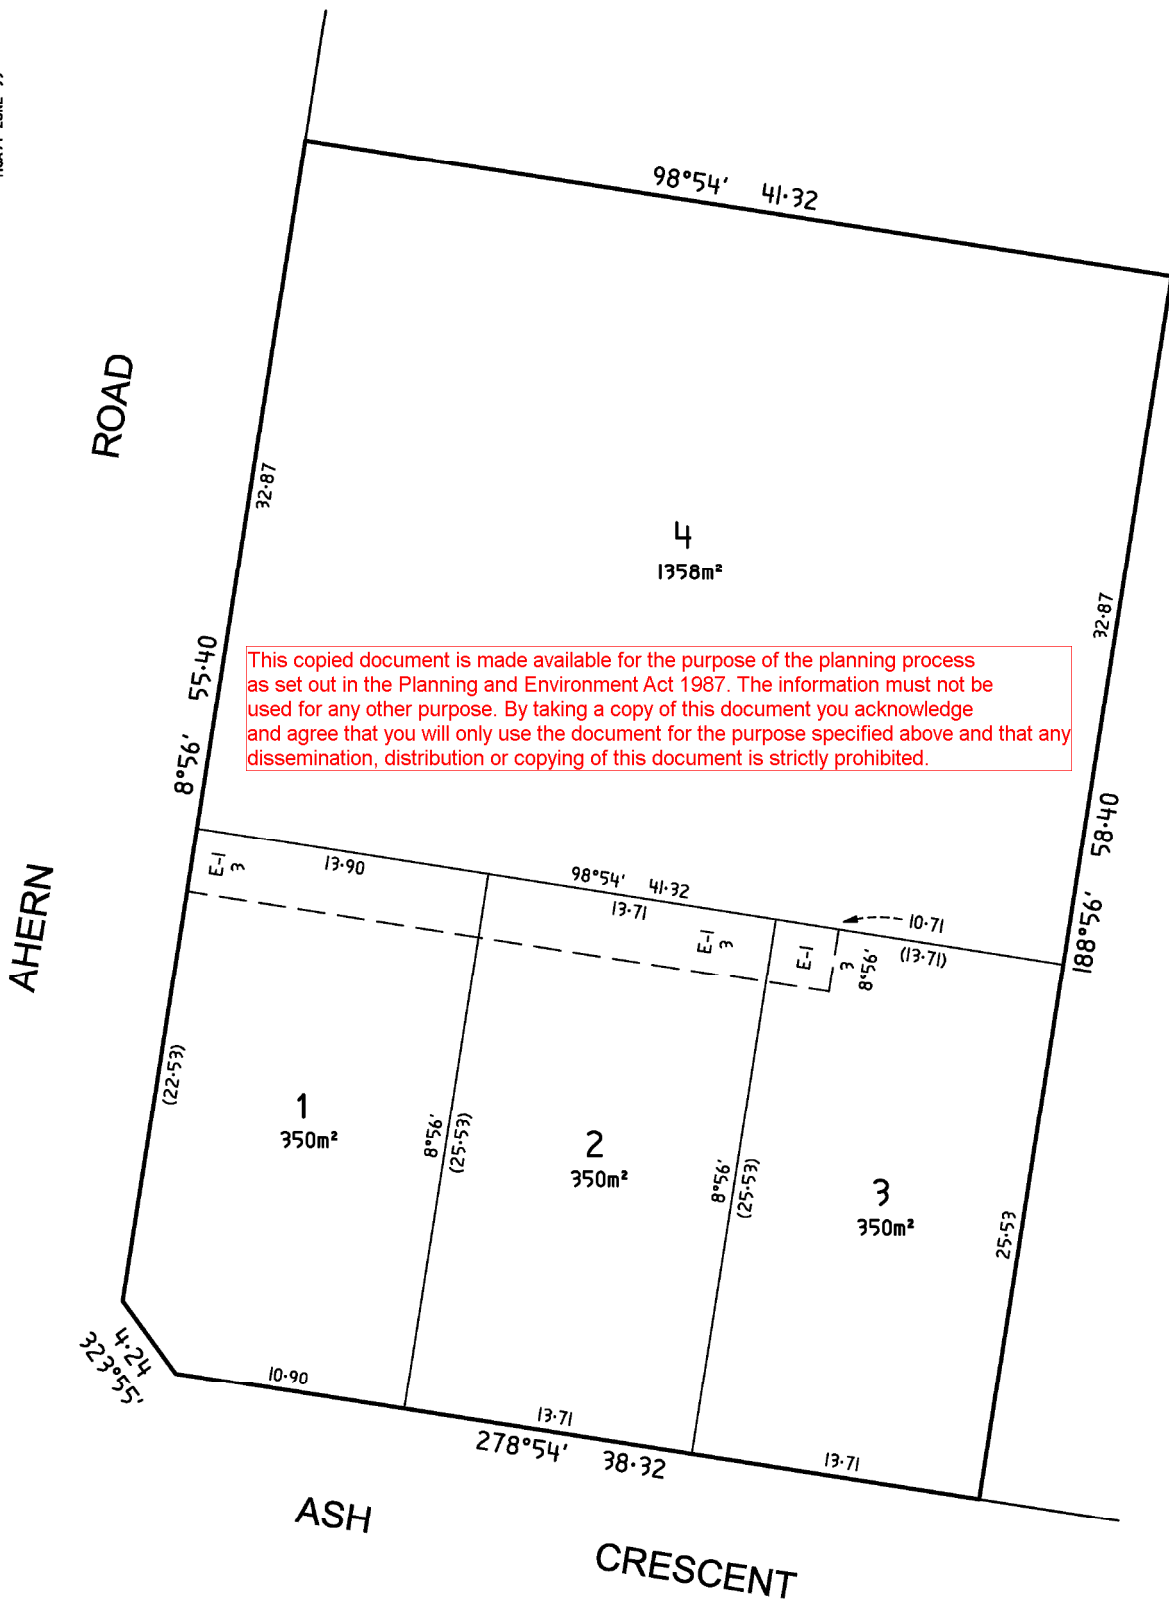 98°54' 41·32
ROAD
32·87
4
1358m²
32·87
8°56' 55·40
This copied document is made available for the purpose of the planning process
as set out in the Planning and Environment Act 1987. The information must not be
used for any other purpose. By taking a copy of this document you acknowledge
and agree that you will only use the document for the purpose specified above and that any
dissemination, distribution or copying of this document is strictly prohibited.
188°56' 58·40
AHERN
E-1
3
13·90
98°54' 41·32
13·71
10·71
(13·71)
E-1
3
E-1
3
8°56'
(22·53)
1
350m²
8°56'
(25·53)
2
350m²
8°56'
(25·53)
3
350m²
25·53
4·24
323°55'
10·90
13·71
278°54' 38·32
13·71
ASH
CRESCENT